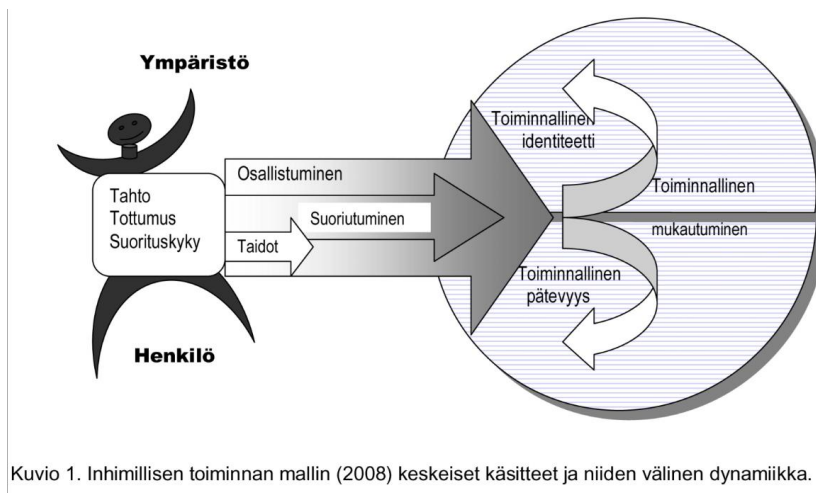 Ympäristö
Tahto
Tottumus
Suorituskyky
Osallistuminen
Suoriutuminen
Taidot
Henkilö
Toiminnallinen
identiteetti
Toiminnallinen
mukautuminen
Toiminnallinen
pätevyys
Kuvio 1. Inhimillisen toiminnan mallin (2008) keskeiset käsitteet ja niiden välinen dynamiikka.